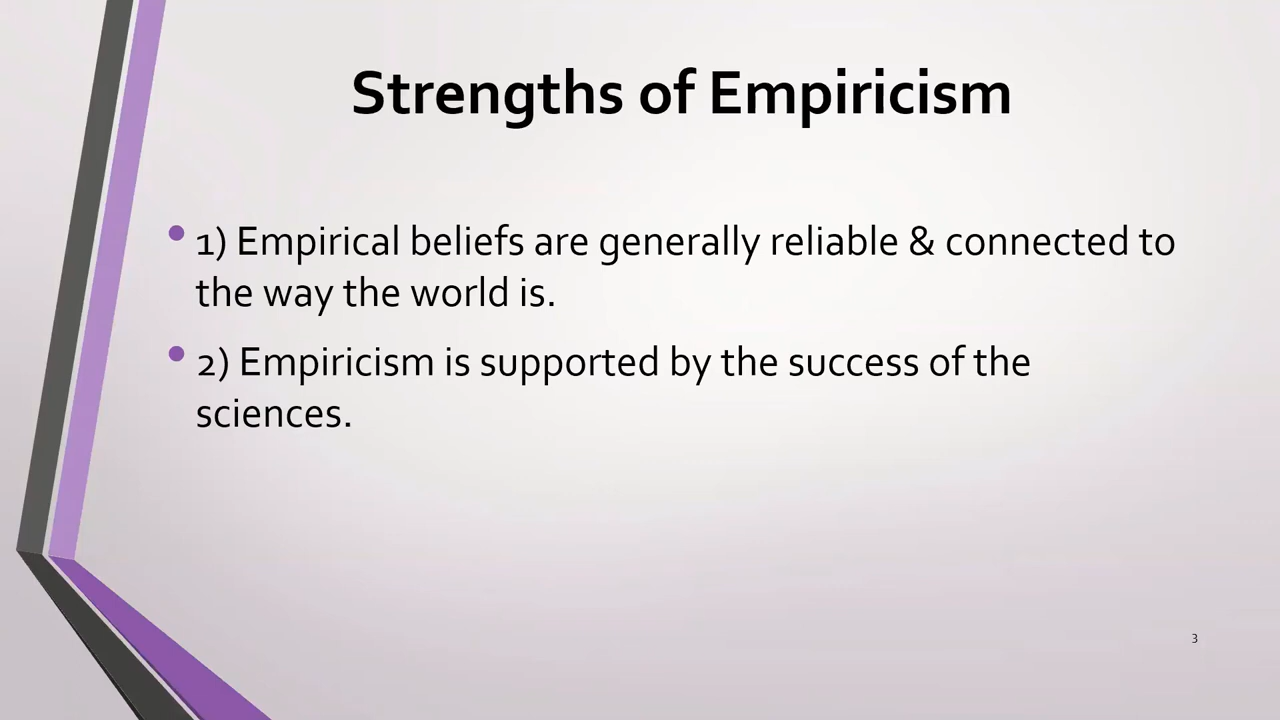 Strengths of Empiricism
• 1) Empirical beliefs are generally reliable & connected to
the way the world is.
• 2) Empiricism is supported by the success of the
sciences.
3